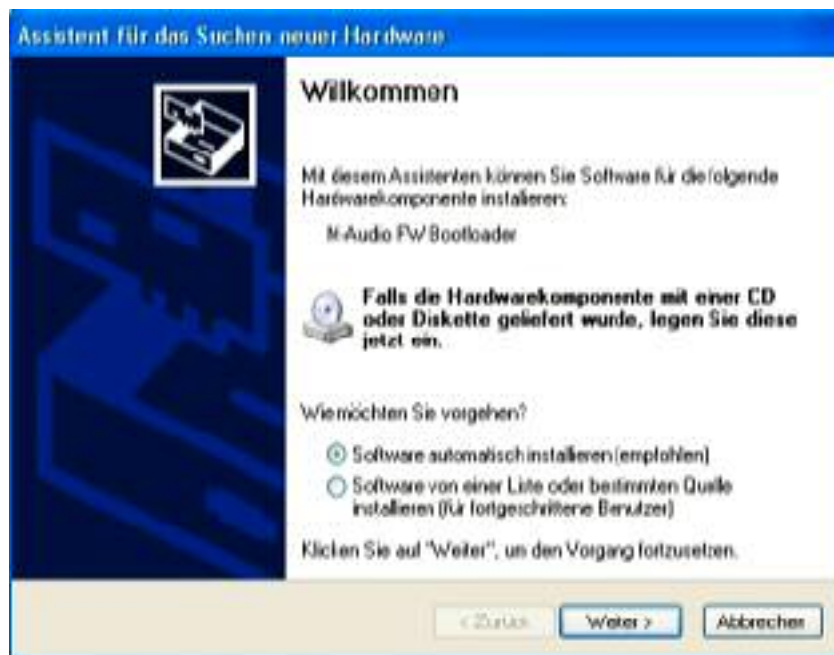 Assistent für das Suchen neuer Hardware
Willkommen
Mit diesem Assistenten können Sie Software für die folgende
Hardwarekomponente installieren:
M-Audio FW Bootloader
Falls die Hardwarekomponente mit einer CD
oder Diskette geliefert wurde, legen Sie diese
jetzt ein.
Wie möchten Sie vorgehen?
Software automatisch installieren (empfohlen)
Software von einer Liste oder bestimmten Quelle
installieren (für fortgeschrittene Benutzer)
Klicken Sie auf "Weiter", um den Vorgang fortzusetzen.
< Zurück
Weiter >
Abbrechen